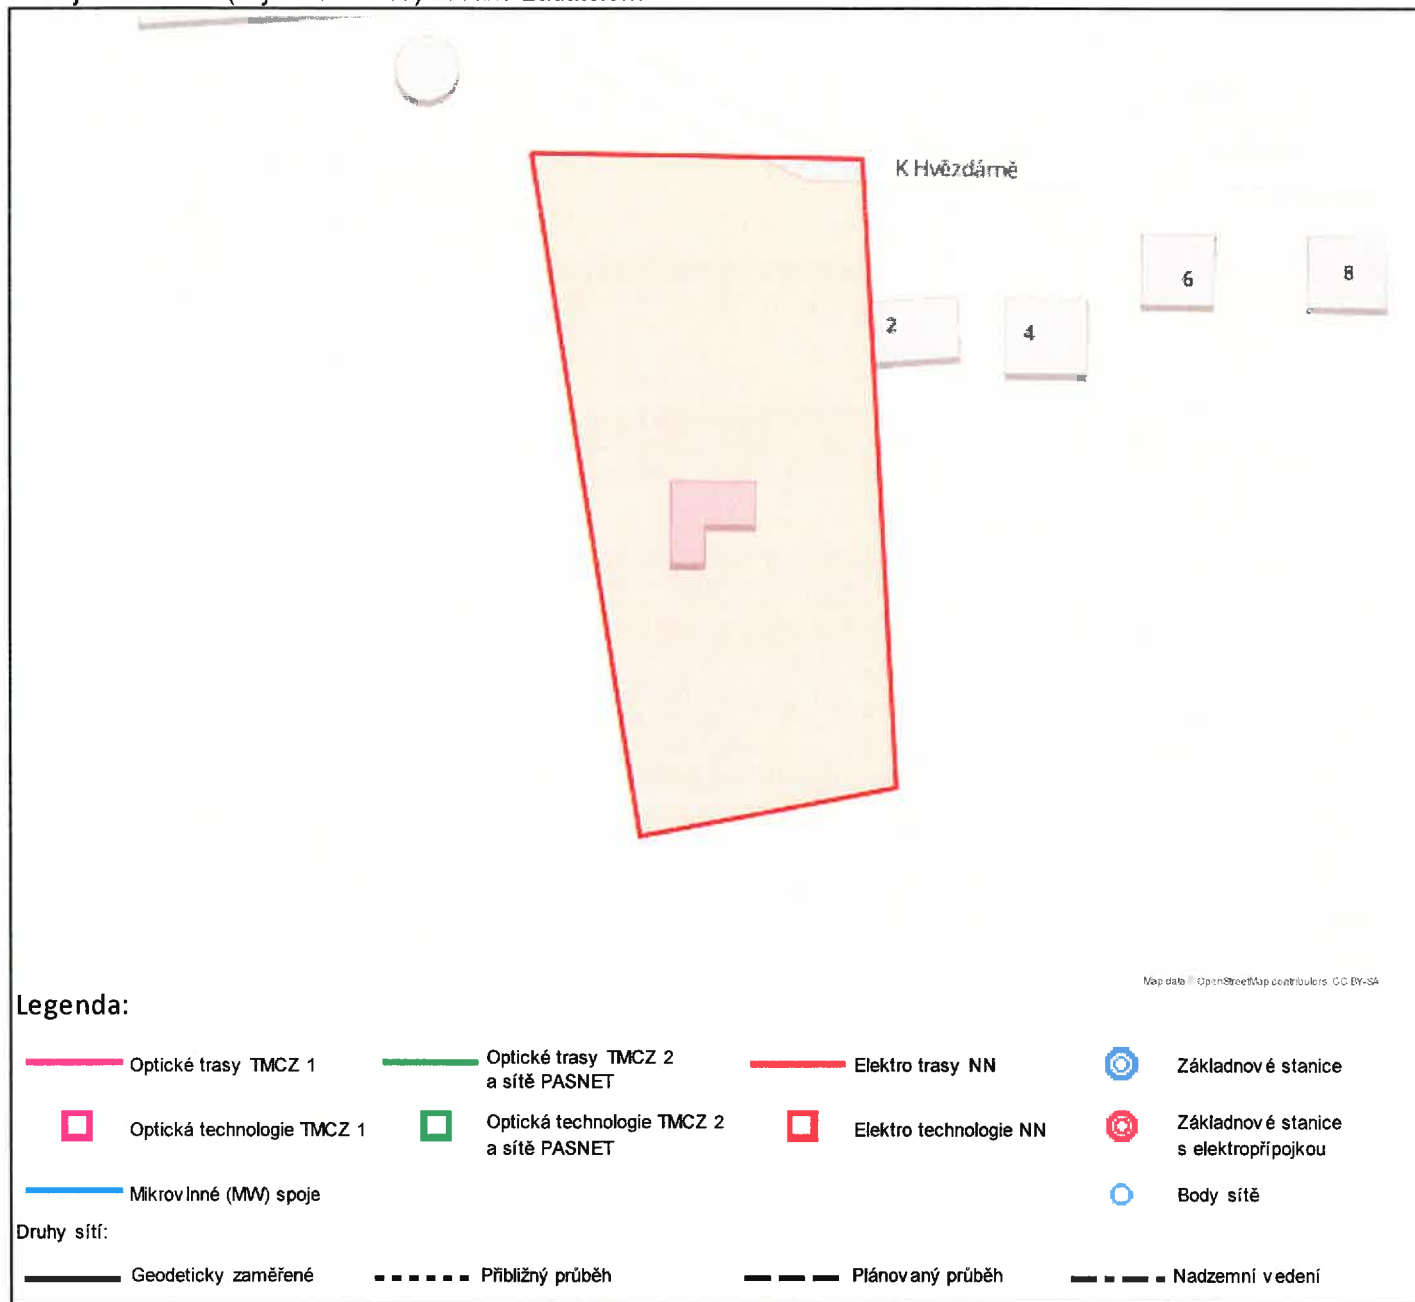 K Hvězdárně
6
8
2
4
Map data © OpenStreetMap contributors, CC BY-SA
Legenda:
Optické trasy TMCZ 1
Optické trasy TMCZ 2
a sítě PASNET
Elektro trasy NN
Základnové stanice
Optická technologie TMCZ 1
Optická technologie TMCZ 2
a sítě PASNET
Elektro technologie NN
Základnové stanice
s elektropřípojkou
Mikrovlnné (MW) spoje
Body sítě
Druhy sítí:
Geodeticky zaměřené
Přibližný průběh
Plánovaný průběh
Nadzemní vedení